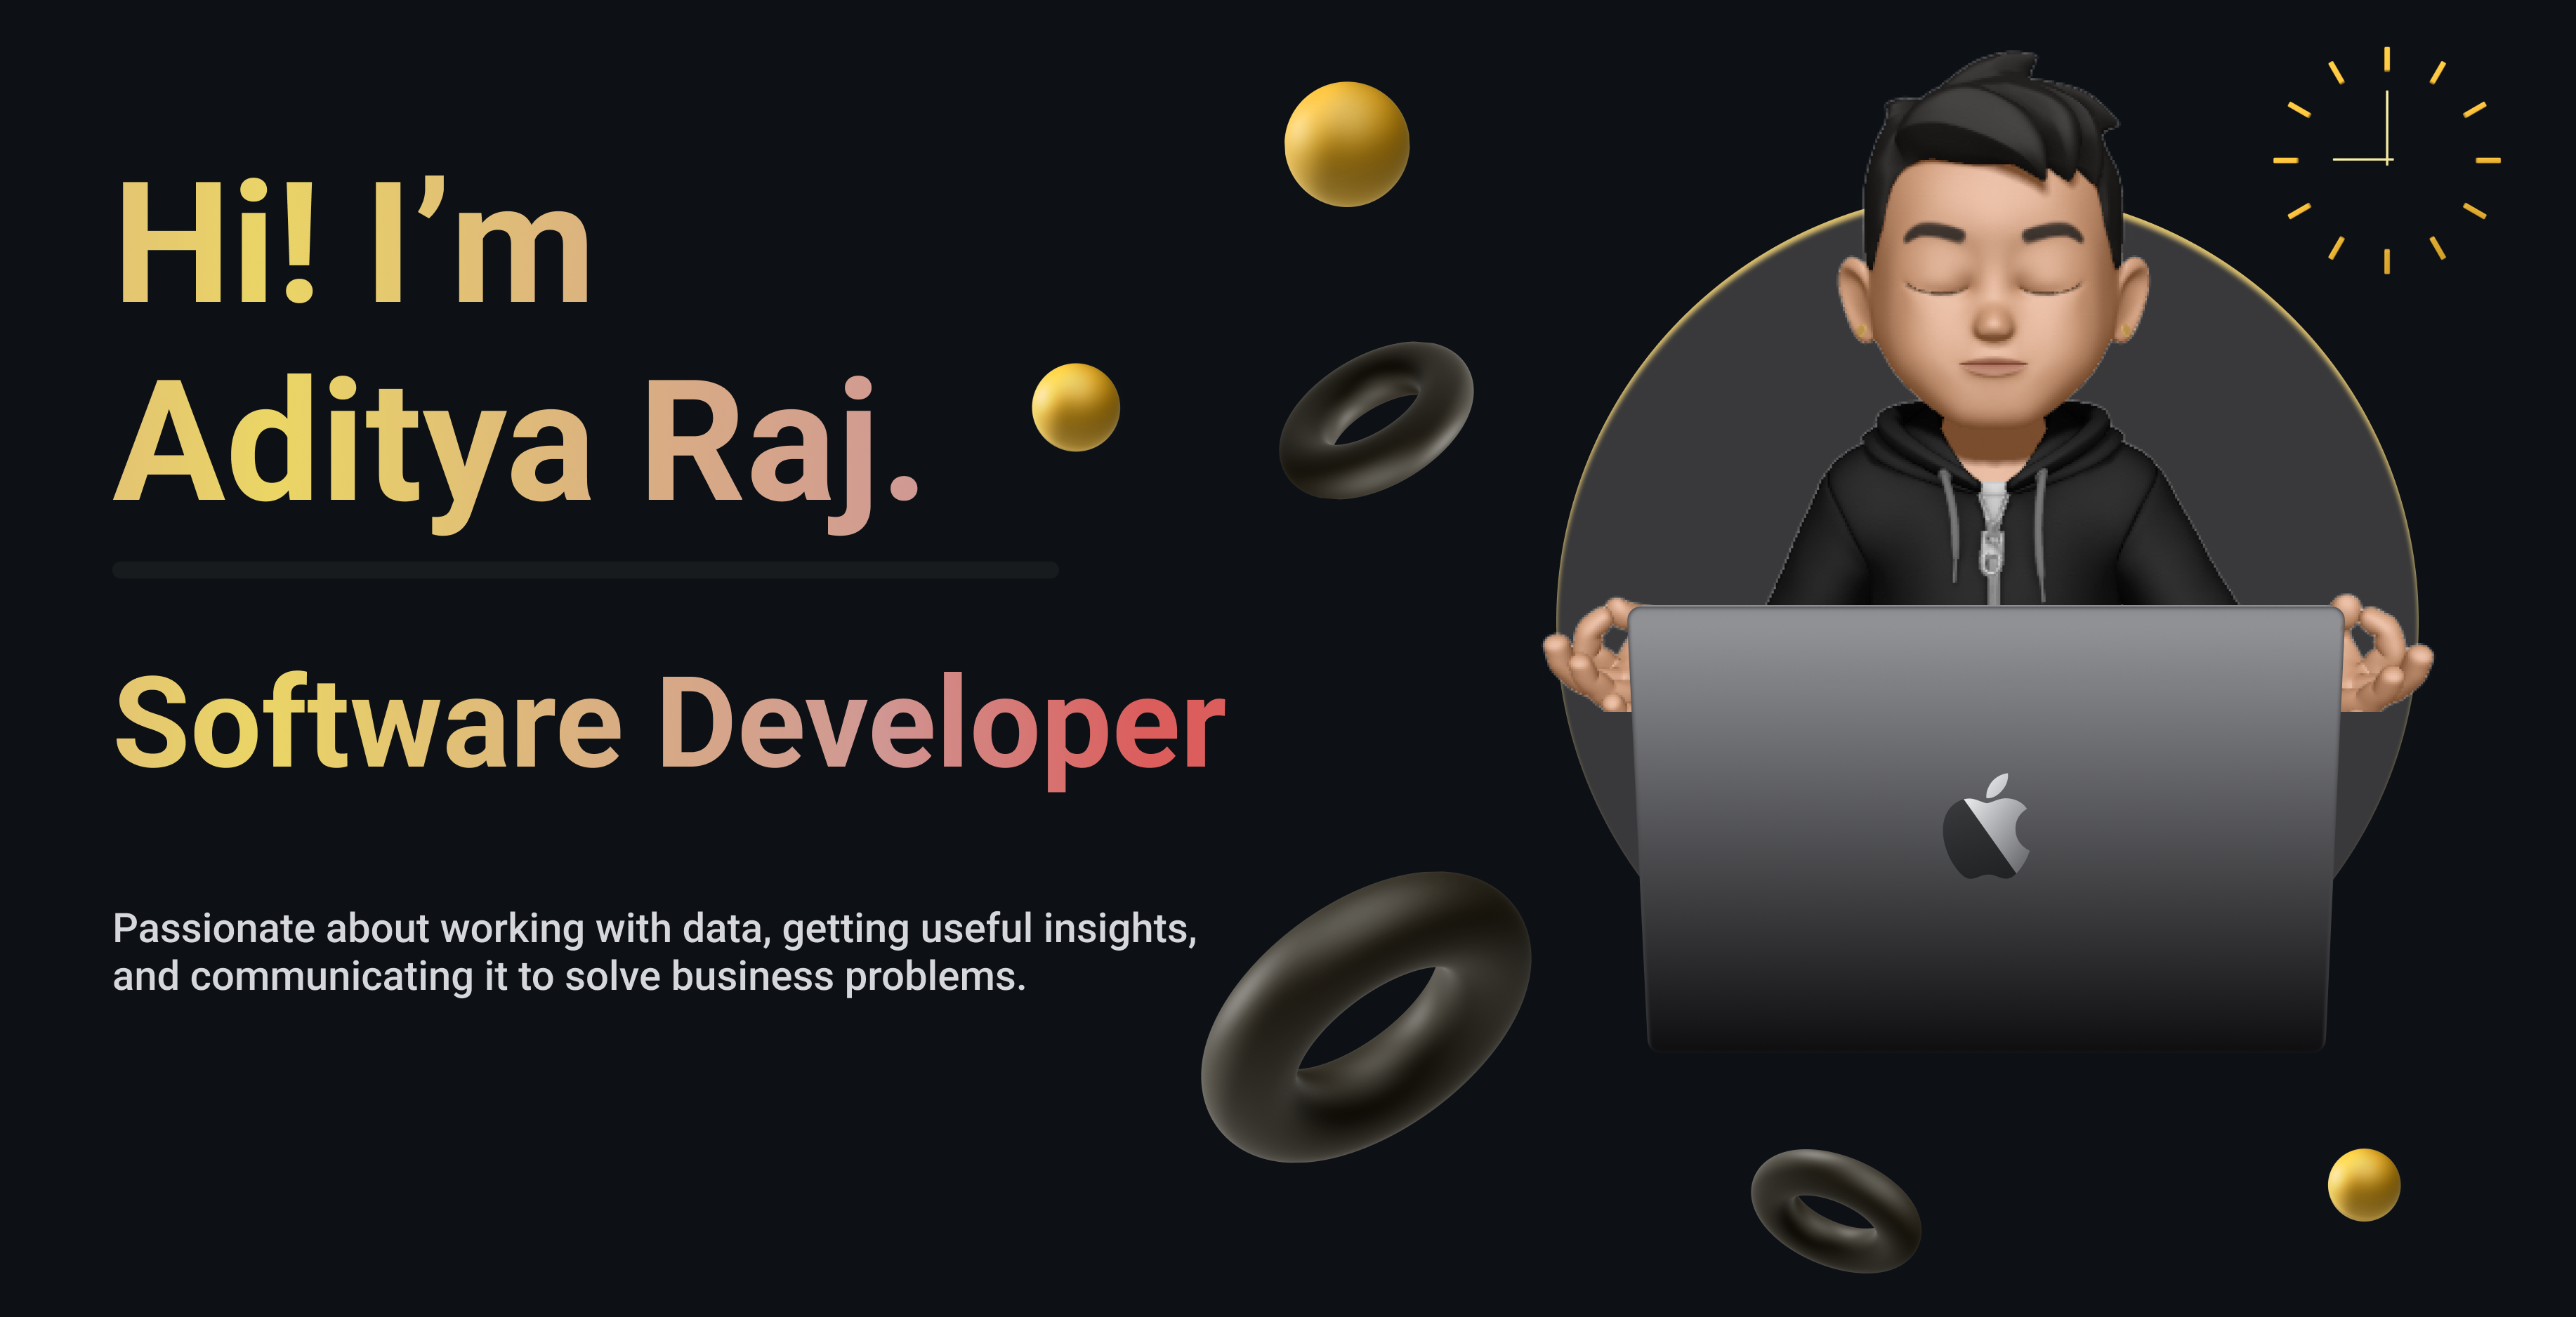 Hi! I’m
Aditya Raj.
Software Developer
Passionate about working with data, getting useful insights,
and communicating it to solve business problems.